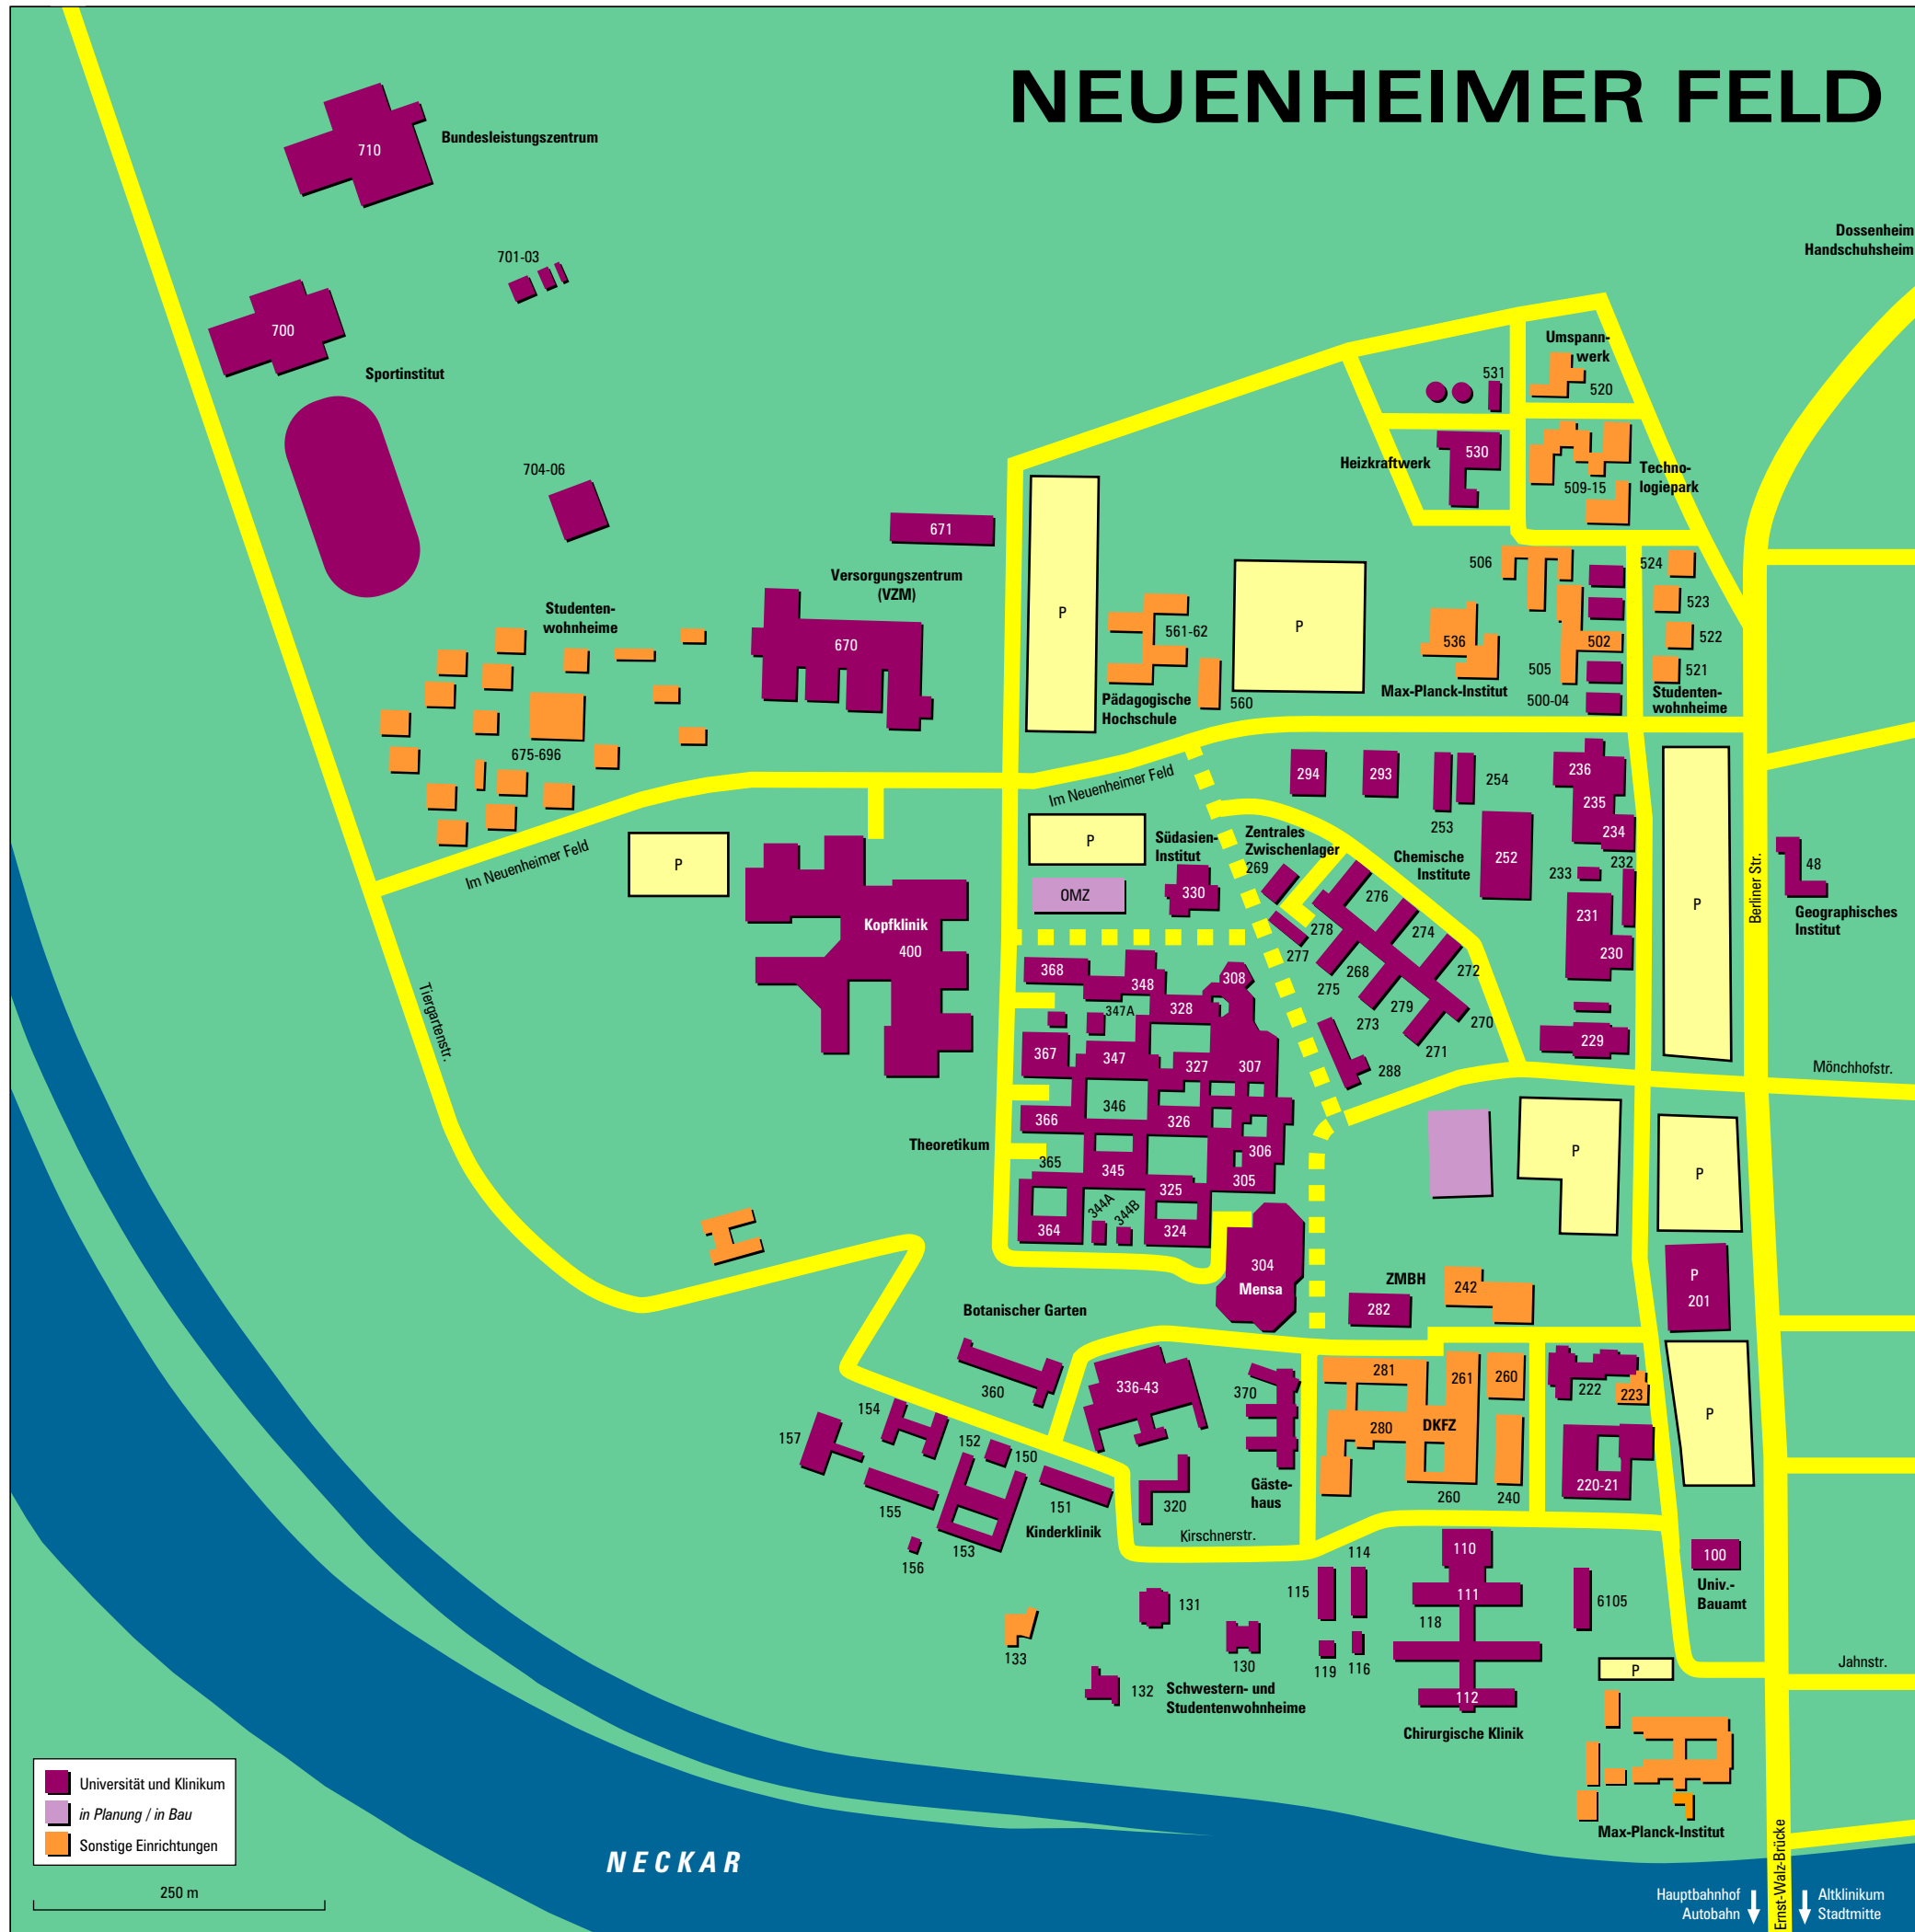 NEUENHEIMER FELD
710
Bundesleistungszentrum
Dossenheim
Handschuhsheim
701-03
700
Sportinstitut
Umspann-
werk
531
520
530
Heizkraftwerk
Techno-
logiepark
509-15
704-06
671
Versorgungszentrum
(VZM)
506
524
523
522
521
502
505
500-04
Studenten-
wohnheime
536
Max-Planck-Institut
P
P
561-62
560
Pädagogische
Hochschule
Studenten-
wohnheime
670
675-696
Im Neuenheimer Feld
Im Neuenheimer Feld
294
293
254
253
236
235
234
252
233
232
231
230
229
Chemische
Institute
Zentrales
Zwischenlager
269
Südasien-
Institut
330
P
P
P
OMZ
Berliner Str.
48
Geographisches
Institut
Kopfklinik
400
276
278
274
277
268
272
275
279
273
270
271
288
Tiergartenstr.
368
348
308
347A
328
367
347
327
307
346
366
326
306
365
345
305
325
344A
344B
364
324
Theoretikum
Mönchhofstr.
P
P
304
Mensa
ZMBH
242
282
P
201
Botanischer Garten
360
336-43
370
281
261
260
222
223
280
DKFZ
P
157
154
152
150
155
151
320
Gäste-
haus
260
240
220-21
153
156
Kinderklinik
Kirschnerstr.
114
110
100
115
111
Univ.-
Bauamt
131
118
6105
133
130
119
116
132
Schwestern- und
Studentenwohnheime
112
P
Jahnstr.
Chirurgische Klinik
Max-Planck-Institut
Universität und Klinikum
in Planung / in Bau
Sonstige Einrichtungen
250 m
NECKAR
Ernst-Walz-Brücke
Hauptbahnhof
Autobahn
Altklinikum
Stadtmitte